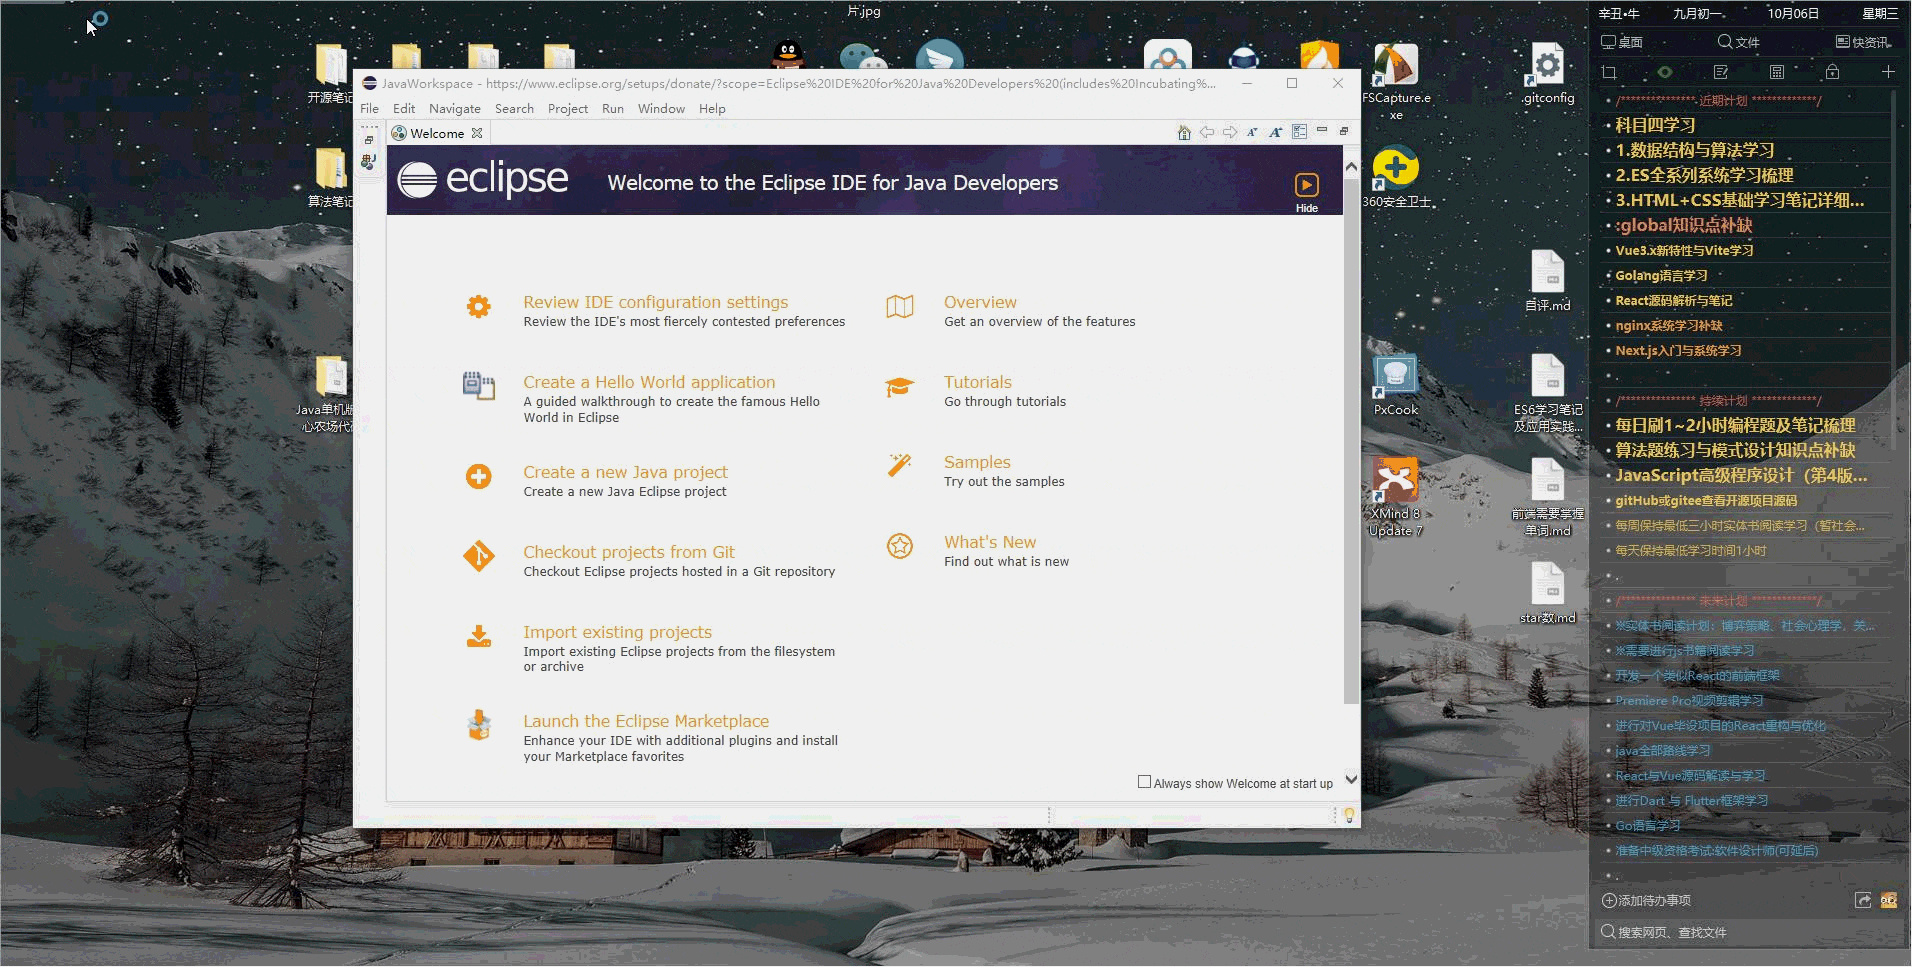 片.jpg
开源笔记
算法笔记
Java单机版
心农场代码
JavaWorkspace - https://www.eclipse.org/setups/donate/?scope=Eclipse%20IDE%20for%20Java%20Developers%20(includes%20Incubating%...
File Edit Navigate Search Project Run Window Help
Welcome
eclipse
Welcome to the Eclipse IDE for Java Developers
Hide
Review IDE configuration settings
Review the IDE's most fiercely contested preferences
Create a Hello World application
A guided walkthrough to create the famous Hello
World in Eclipse
Create a new Java project
Create a new Java Eclipse project
Checkout projects from Git
Checkout Eclipse projects hosted in a Git repository
Import existing projects
Import existing Eclipse projects from the filesystem
or archive
Launch the Eclipse Marketplace
Enhance your IDE with additional plugins and install
your Marketplace favorites
Overview
Get an overview of the features
Tutorials
Go through tutorials
Samples
Try out the samples
What's New
Find out what is new
Always show Welcome at start up
FSCapture.e
xe
360安全卫士
PxCook
XMind 8
Update 7
.gitconfig
自评.md
ES6学习笔记
及应用实践...
前端需要掌握
单词.md
star数.md
辛丑•牛 九月初一 10月06日 星期三
桌面 文件 快资讯
/*************** 近期计划 *************/
科目四学习
1.数据结构与算法学习
2.ES全系列系统学习梳理
3.HTML+CSS基础学习笔记详细...
:global知识点补缺
Vue3.x新特性与Vite学习
Golang语言学习
React源码解析与笔记
nginx系统学习补缺
Next.js入门与系统学习
.
/*************** 持续计划 *************/
每日刷1~2小时编程题及笔记梳理
算法题练习与模式设计知识点补缺
JavaScript高级程序设计（第4版...
gitHub或gitee查看开源项目源码
每周保持最低三小时实体书阅读学习（暂社会...
每天保持最低学习时间1小时
.
/*************** 未来计划 *************/
※实体书阅读计划：博弈策略、社会心理学，关...
※需要进行js书籍阅读学习
开发一个类似React的前端框架
Premiere Pro视频剪辑学习
进行对Vue毕设项目的React重构与优化
java全部路线学习
React与Vue源码解读与学习
进行Dart 与 Flutter框架学习
Go语言学习
准备中级资格考试:软件设计师(可延后)
.
添加待办事项
搜索网页、查找文件